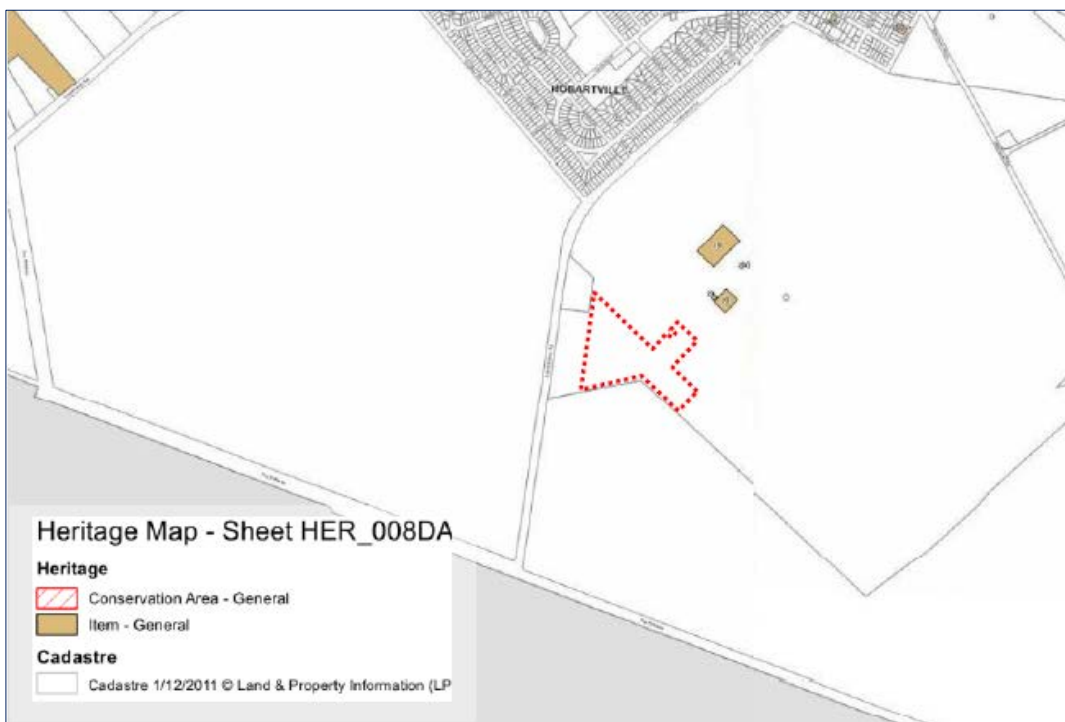 HOBARTVILLE
Heritage Map - Sheet HER_008DA
Heritage
Conservation Area - General
Item - General
Cadastre
Cadastre 1/12/2011 © Land & Property Information (LP